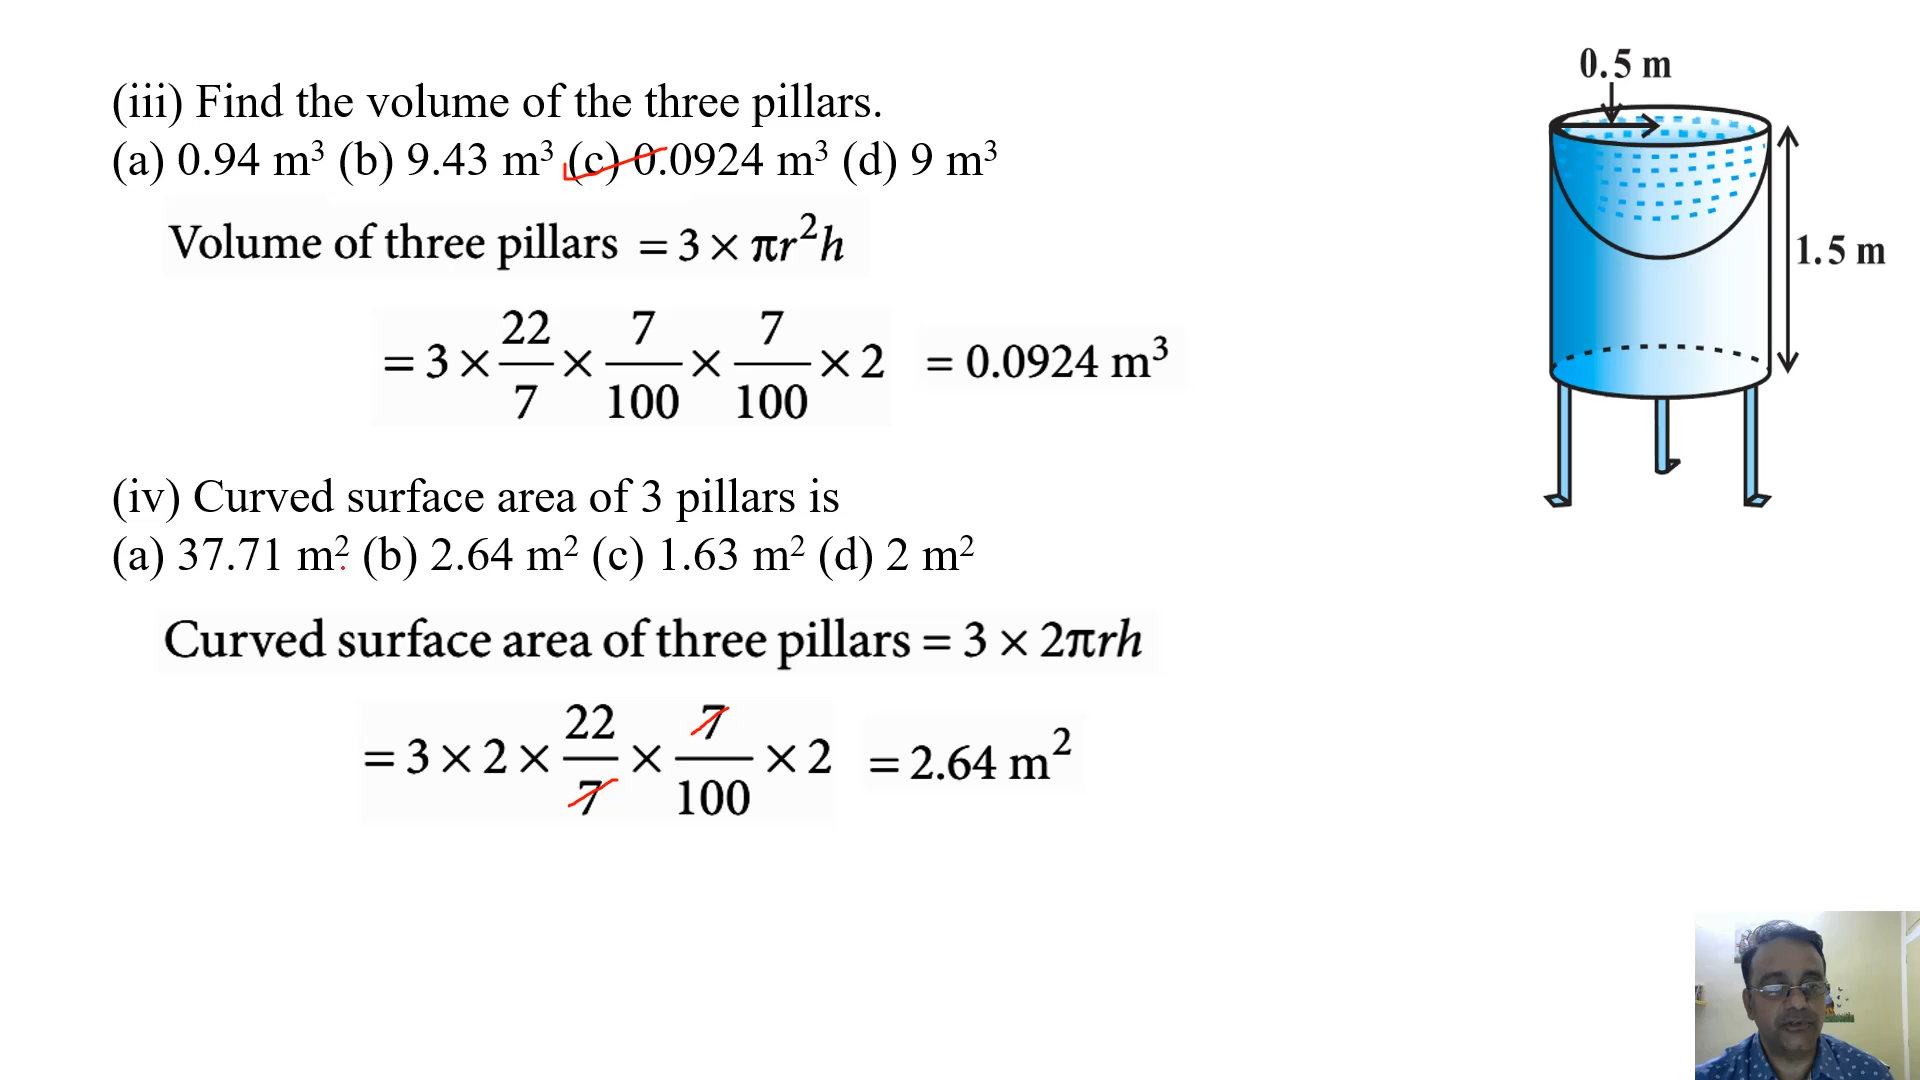 (iii) Find the volume of the three pillars.
(a) 0.94 m³ (b) 9.43 m³ (c) 0.0924 m³ (d) 9 m³
Volume of three pillars = 3 × πr²h
= 3 × 22/7 × 7/100 × 7/100 × 2 = 0.0924 m³
(iv) Curved surface area of 3 pillars is
(a) 37.71 m² (b) 2.64 m² (c) 1.63 m² (d) 2 m²
Curved surface area of three pillars = 3 × 2πrh
= 3 × 2 × 22/7 × 7/100 × 2 = 2.64 m²
0.5 m
1.5 m